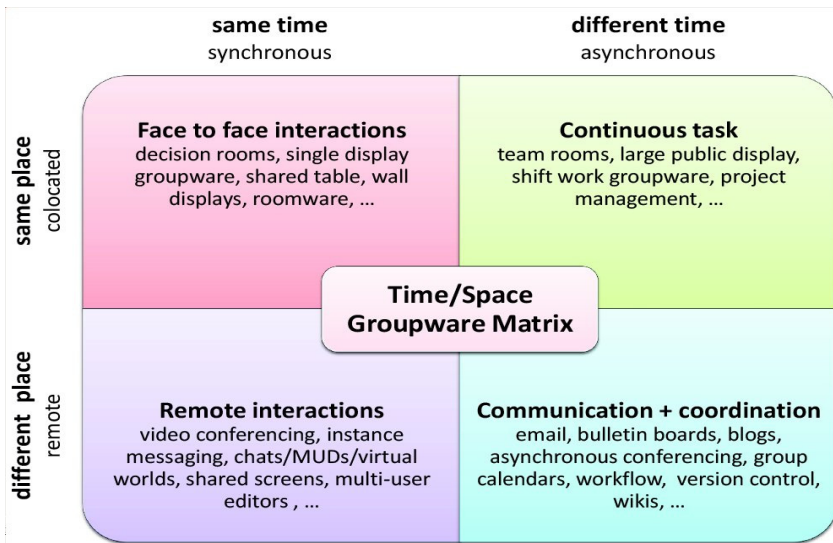 same time
synchronous
different time
asynchronous
same place
colocated
Face to face interactions
decision rooms, single display
groupware, shared table, wall
displays, roomware, ...
Continuous task
team rooms, large public display,
shift work groupware, project
management, ...
Time/Space
Groupware Matrix
different place
remote
Remote interactions
video conferencing, instance
messaging, chats/MUDs/virtual
worlds, shared screens, multi-user
editors , ...
Communication + coordination
email, bulletin boards, blogs,
asynchronous conferencing, group
calendars, workflow, version control,
wikis, ...